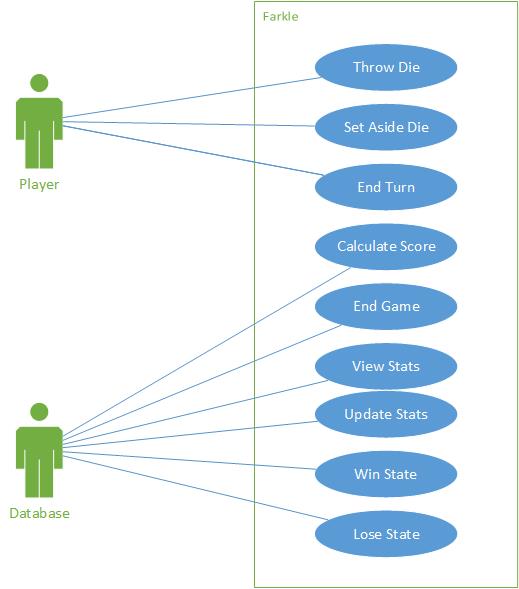 Farkle
Throw Die
Set Aside Die
Player
End Turn
Calculate Score
End Game
View Stats
Update Stats
Win State
Database
Lose State